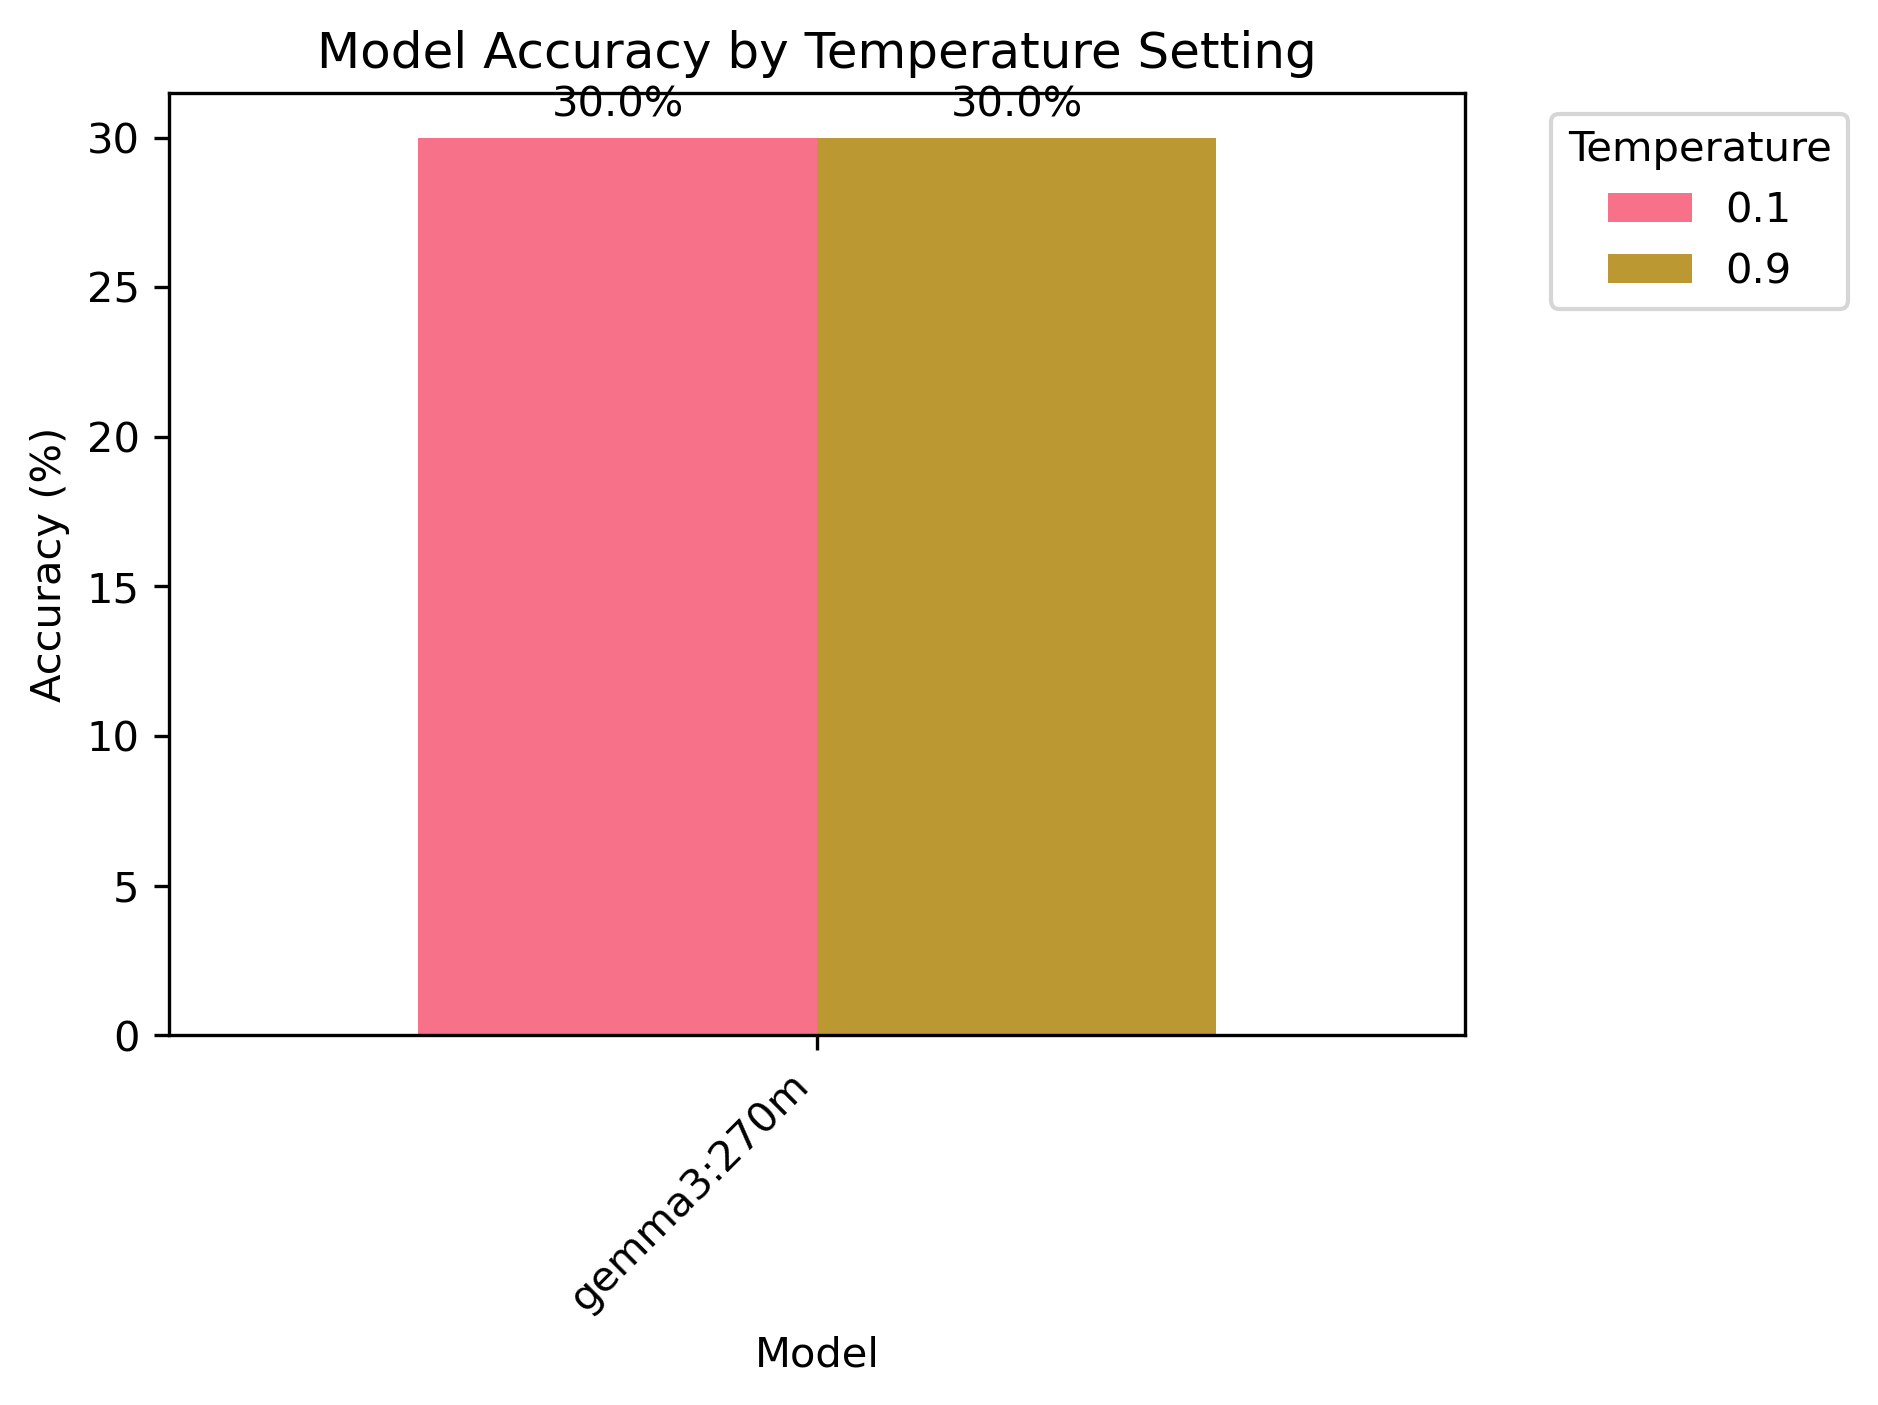 Model Accuracy by Temperature Setting
30.0% 30.0%
Temperature
0.1
0.9
30
25
20
15
10
5
0
Accuracy (%)
gemma3:270m
Model